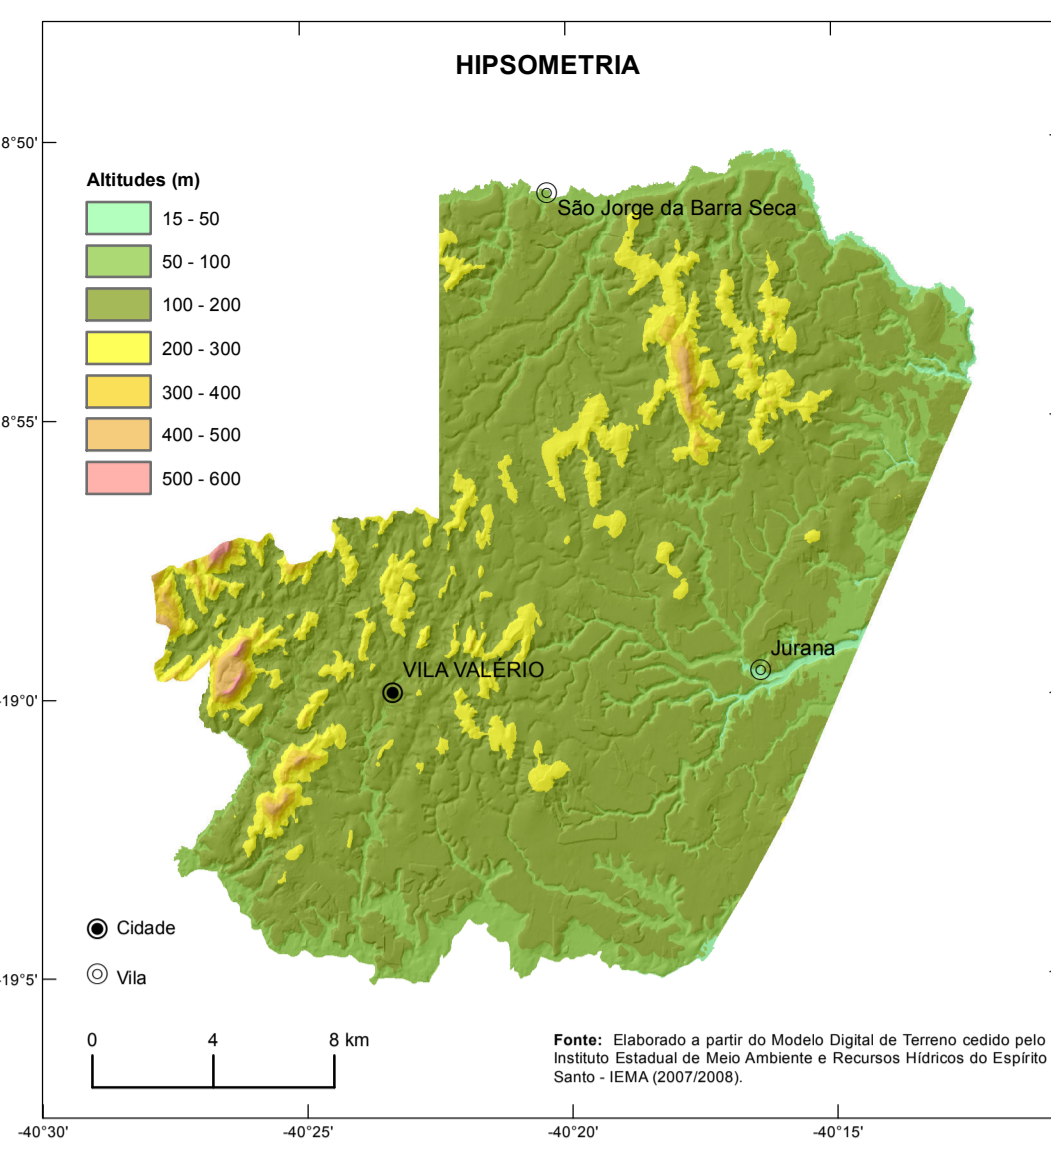 HIPSOMETRIA
8°50'
Altitudes (m)
15 - 50
50 - 100
100 - 200
200 - 300
300 - 400
400 - 500
500 - 600
São Jorge da Barra Seca
8°55'
Jurana
VILA VALÉRIO
19°0'
Cidade
Vila
19°5'
0 4 8 km
Fonte: Elaborado a partir do Modelo Digital de Terreno cedido pelo
Instituto Estadual de Meio Ambiente e Recursos Hídricos do Espírito
Santo - IEMA (2007/2008).
-40°30' -40°25' -40°20' -40°15'